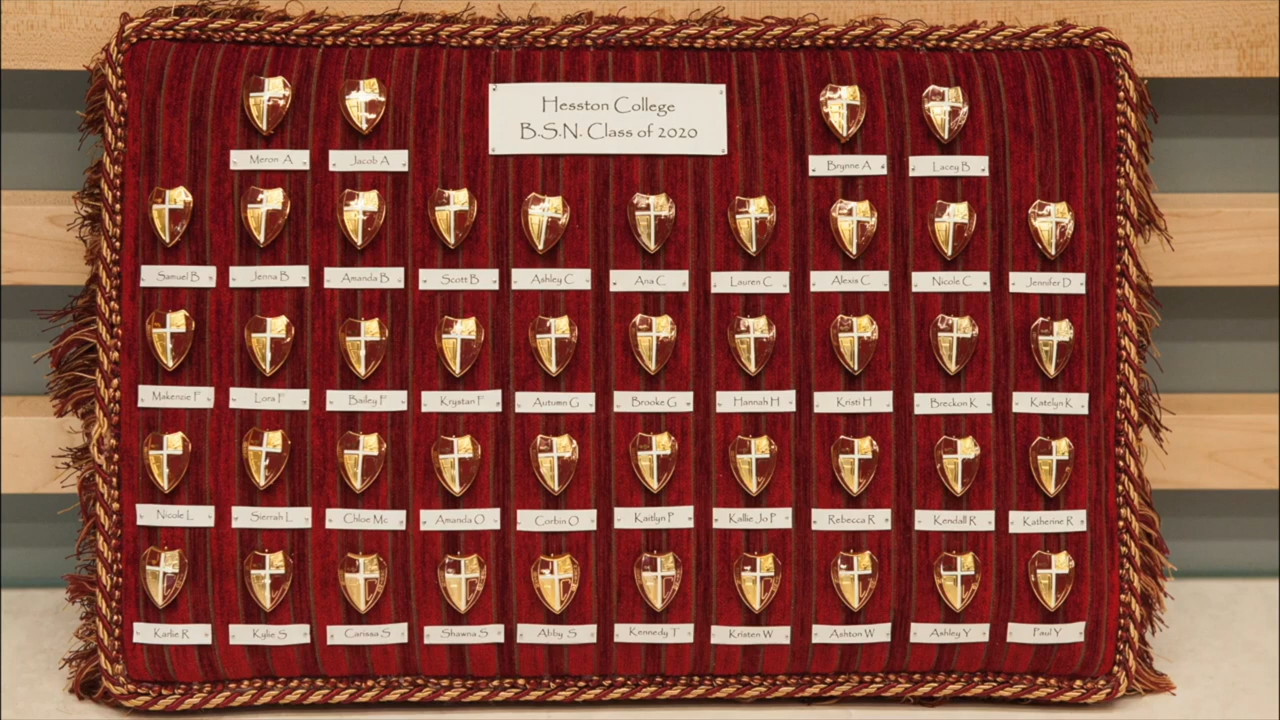 Hesston College
B.S.N. Class of 2020
Meron A
Jacob A
Brynne A
Lacey B
Samuel B
Jenna B
Amanda B
Scott B
Ashley C
Ana C
Lauren C
Alexis C
Nicole C
Jennifer D
Makenzie F
Lora F
Bailey F
Krystan F
Autumn G
Brooke G
Hannah H
Kristi H
Breckon K
Katelyn K
Nicole L
Sierrah L
Chloe Mc
Amanda O
Corbin O
Kaitlyn P
Kallie Jo P
Rebecca R
Kendall R
Katherine R
Karlie R
Kylie S
Carissa S
Shawna S
Abby S
Kennedy T
Kristen W
Ashton W
Ashley Y
Paul Y